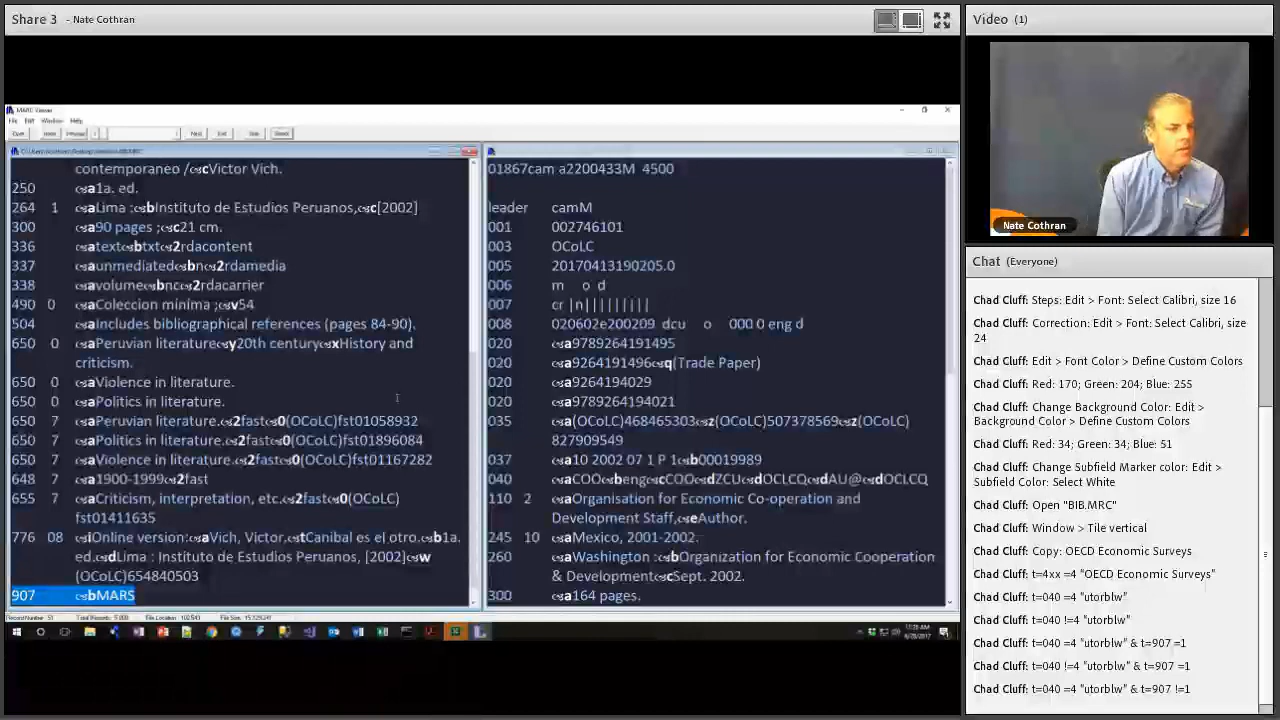 Share 3 - Nate Cothran
MARC Viewer
File Edit Window Help
contemporaneo /꘎cVictor Vich.
250 ꘎a1a. ed.
264 1 ꘎aLima :꘎bInstituto de Estudios Peruanos,꘎c[2002]
300 ꘎a90 pages ;꘎c21 cm.
336 ꘎atext꘎btxt꘎2rdacontent
337 ꘎aunmediated꘎bn꘎2rdamedia
338 ꘎avolume꘎bnc꘎2rdacarrier
490 0 ꘎aColeccion minima ;꘎v54
504 ꘎aIncludes bibliographical references (pages 84-90).
650 0 ꘎aPeruvian literature꘎y20th century꘎xHistory and
criticism.
650 0 ꘎aViolence in literature.
650 0 ꘎aPolitics in literature.
650 7 ꘎aPeruvian literature.꘎2fast꘎0(OCoLC)fst01058932
650 7 ꘎aPolitics in literature.꘎2fast꘎0(OCoLC)fst01896084
650 7 ꘎aViolence in literature.꘎2fast꘎0(OCoLC)fst01167282
648 7 ꘎a1900-1999꘎2fast
655 7 ꘎aCriticism, interpretation, etc.꘎2fast꘎0(OCoLC)
fst01411635
776 08 ꘎iOnline version:꘎aVich, Victor,꘎tCanibal es el otro.꘎b1a.
ed.꘎dLima : Instituto de Estudios Peruanos, [2002]꘎w
(OCoLC)654840503
907 ꘎bMARS
01867cam a2200433M 4500
leader camM
001 002746101
003 OCoLC
005 20170413190205.0
006 m o d
007 cr |n|||||||||
008 020602e200209 dcu o 000 0 eng d
020 ꘎a9789264191495
020 ꘎a9264191496꘎q(Trade Paper)
020 ꘎a9264194029
020 ꘎a9789264194021
035 ꘎a(OCoLC)468465303꘎z(OCoLC)507378569꘎z(OCoLC)
827909549
037 ꘎a10 2002 07 1 P 1꘎b00019989
040 ꘎aCOO꘎beng꘎cCOO꘎dZCU꘎dOCLCQ꘎dAU@꘎dOCLCQ
110 2 ꘎aOrganisation for Economic Co-operation and
Development Staff,꘎eAuthor.
245 10 ꘎aMexico, 2001-2002.
260 ꘎aWashington :꘎bOrganization for Economic Cooperation
& Development꘎cSept. 2002.
300 ꘎a164 pages.
Video (1)
Nate Cothran
Chat (Everyone)
Chad Cluff: Steps: Edit > Font: Select Calibri, size 16
Chad Cluff: Correction: Edit > Font: Select Calibri, size
24
Chad Cluff: Edit > Font Color > Define Custom Colors
Chad Cluff: Red: 170; Green: 204; Blue: 255
Chad Cluff: Change Background Color: Edit >
Background Color > Define Custom Colors
Chad Cluff: Red: 34; Green: 34; Blue: 51
Chad Cluff: Change Subfield Marker color: Edit >
Subfield Color: Select White
Chad Cluff: Open "BIB.MRC"
Chad Cluff: Window > Tile vertical
Chad Cluff: Copy: OECD Economic Surveys
Chad Cluff: t=4xx =4 "OECD Economic Surveys"
Chad Cluff: t=040 =4 "utorblw"
Chad Cluff: t=040 !=4 "utorblw"
Chad Cluff: t=040 =4 "utorblw" & t=907 =1
Chad Cluff: t=040 !=4 "utorblw" & t=907 =1
Chad Cluff: t=040 =4 "utorblw" & t=907 !=1